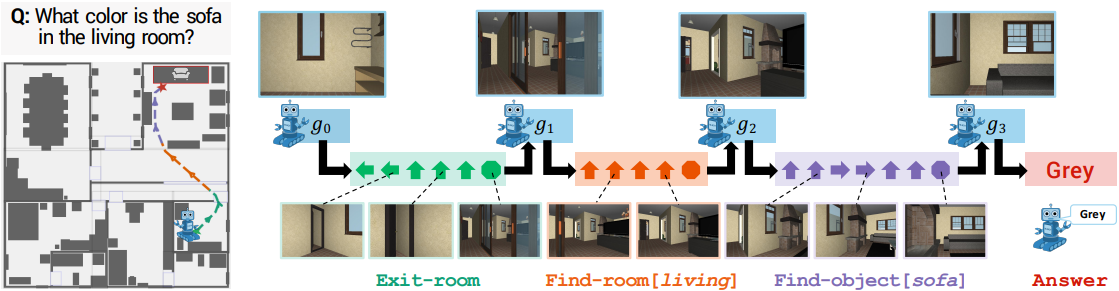 Q: What color is the sofa
in the living room?
g0
g1
g2
g3
Grey
Grey
Exit-room
Find-room[living]
Find-object[sofa]
Answer